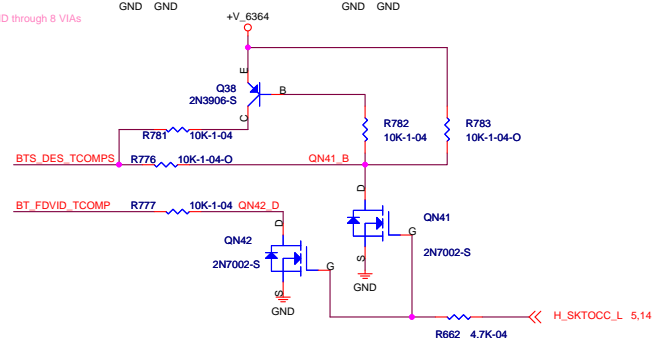 GND GND
GND GND
D through 8 VIAs
+V_6364
E
Q38
2N3906-S
B
C
R781 10K-1-04
R782
10K-1-04
R783
10K-1-04-O
BTS_DES_TCOMPS
R776 10K-1-04-O
QN41_B
BT_FDVID_TCOMP
R777 10K-1-04
QN42_D
D
QN41
G
2N7002-S
S
GND
D
QN42
2N7002-S
G
S
GND
H_SKTOCC_L 5,14
R662 4.7K-04